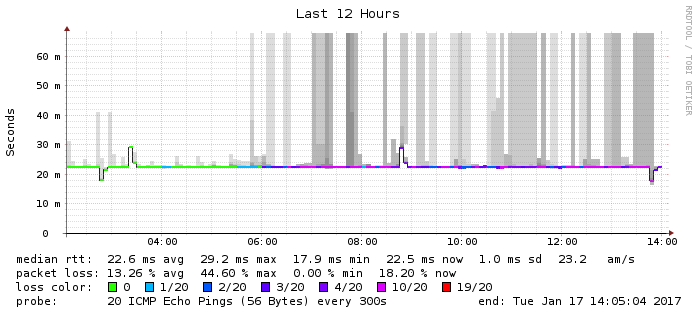 Last 12 Hours
RRDTOOL / TOBI OETIKER
Seconds
60 m
50 m
40 m
30 m
20 m
10 m
0
04:00 06:00 08:00 10:00 12:00 14:00
median rtt: 22.6 ms avg 29.2 ms max 17.9 ms min 22.5 ms now 1.0 ms sd 23.2 am/s
packet loss: 13.26 % avg 44.60 % max 0.00 % min 18.20 % now
loss color: 0 1/20 2/20 3/20 4/20 10/20 19/20
probe: 20 ICMP Echo Pings (56 Bytes) every 300s end: Tue Jan 17 14:05:04 2017